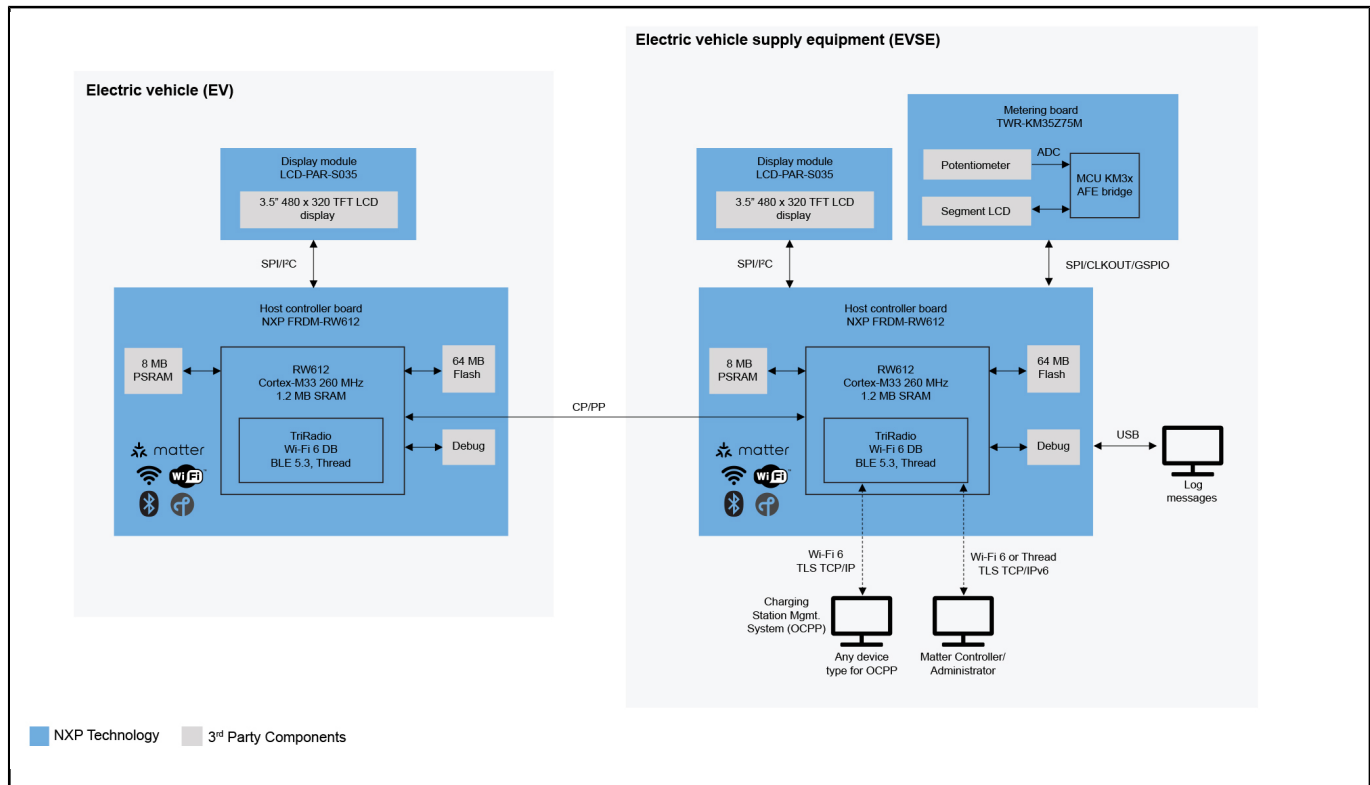 Electric vehicle supply equipment (EVSE)
Electric vehicle (EV)
Display module
LCD-PAR-S035
3.5” 480 x 320 TFT LCD
display
SPI/I²C
Host controller board
NXP FRDM-RW612
8 MB
PSRAM
RW612
Cortex-M33 260 MHz
1.2 MB SRAM
64 MB
Flash
TriRadio
Wi-Fi 6 DB
BLE 5.3, Thread
Debug
matter
WiFi
CP/PP
Display module
LCD-PAR-S035
3.5” 480 x 320 TFT LCD
display
SPI/I²C
Metering board
TWR-KM35Z75M
Potentiometer
ADC
MCU KM3x
AFE bridge
Segment LCD
SPI/CLKOUT/GSPIO
Host controller board
NXP FRDM-RW612
8 MB
PSRAM
RW612
Cortex-M33 260 MHz
1.2 MB SRAM
64 MB
Flash
TriRadio
Wi-Fi 6 DB
BLE 5.3, Thread
Debug
matter
WiFi
USB
Log
messages
Wi-Fi 6
TLS TCP/IP
Wi-Fi 6 or Thread
TLS TCP/IPv6
Charging
Station Mgmt.
System (OCPP)
Any device
type for OCPP
Matter Controller/
Administrator
NXP Technology
3rd Party Components